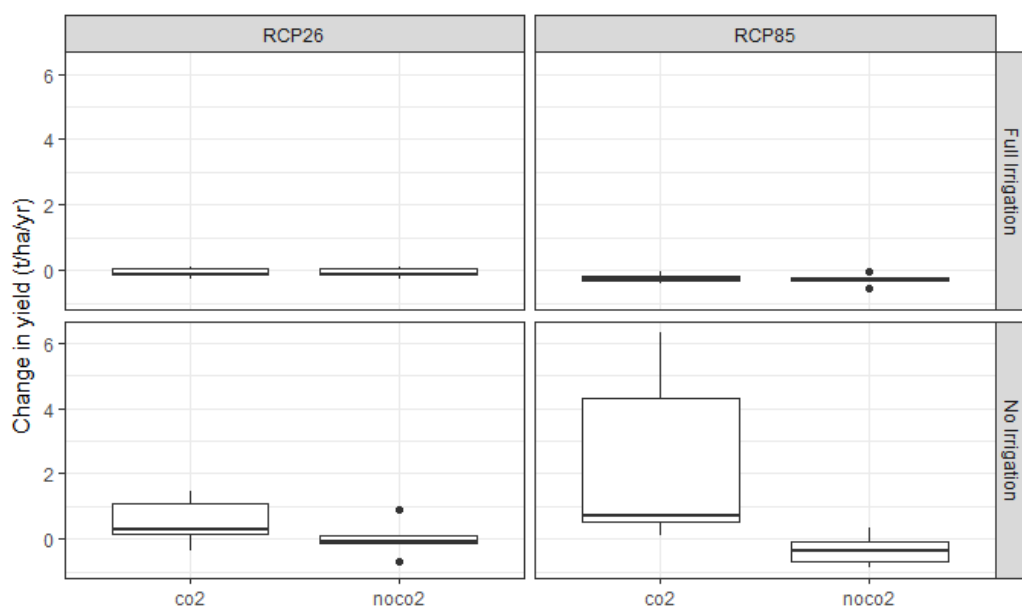 RCP26
RCP85
6
4
2
0
Full Irrigation
Change in yield (t/ha/yr)
6
4
2
0
No Irrigation
co2
noco2
co2
noco2